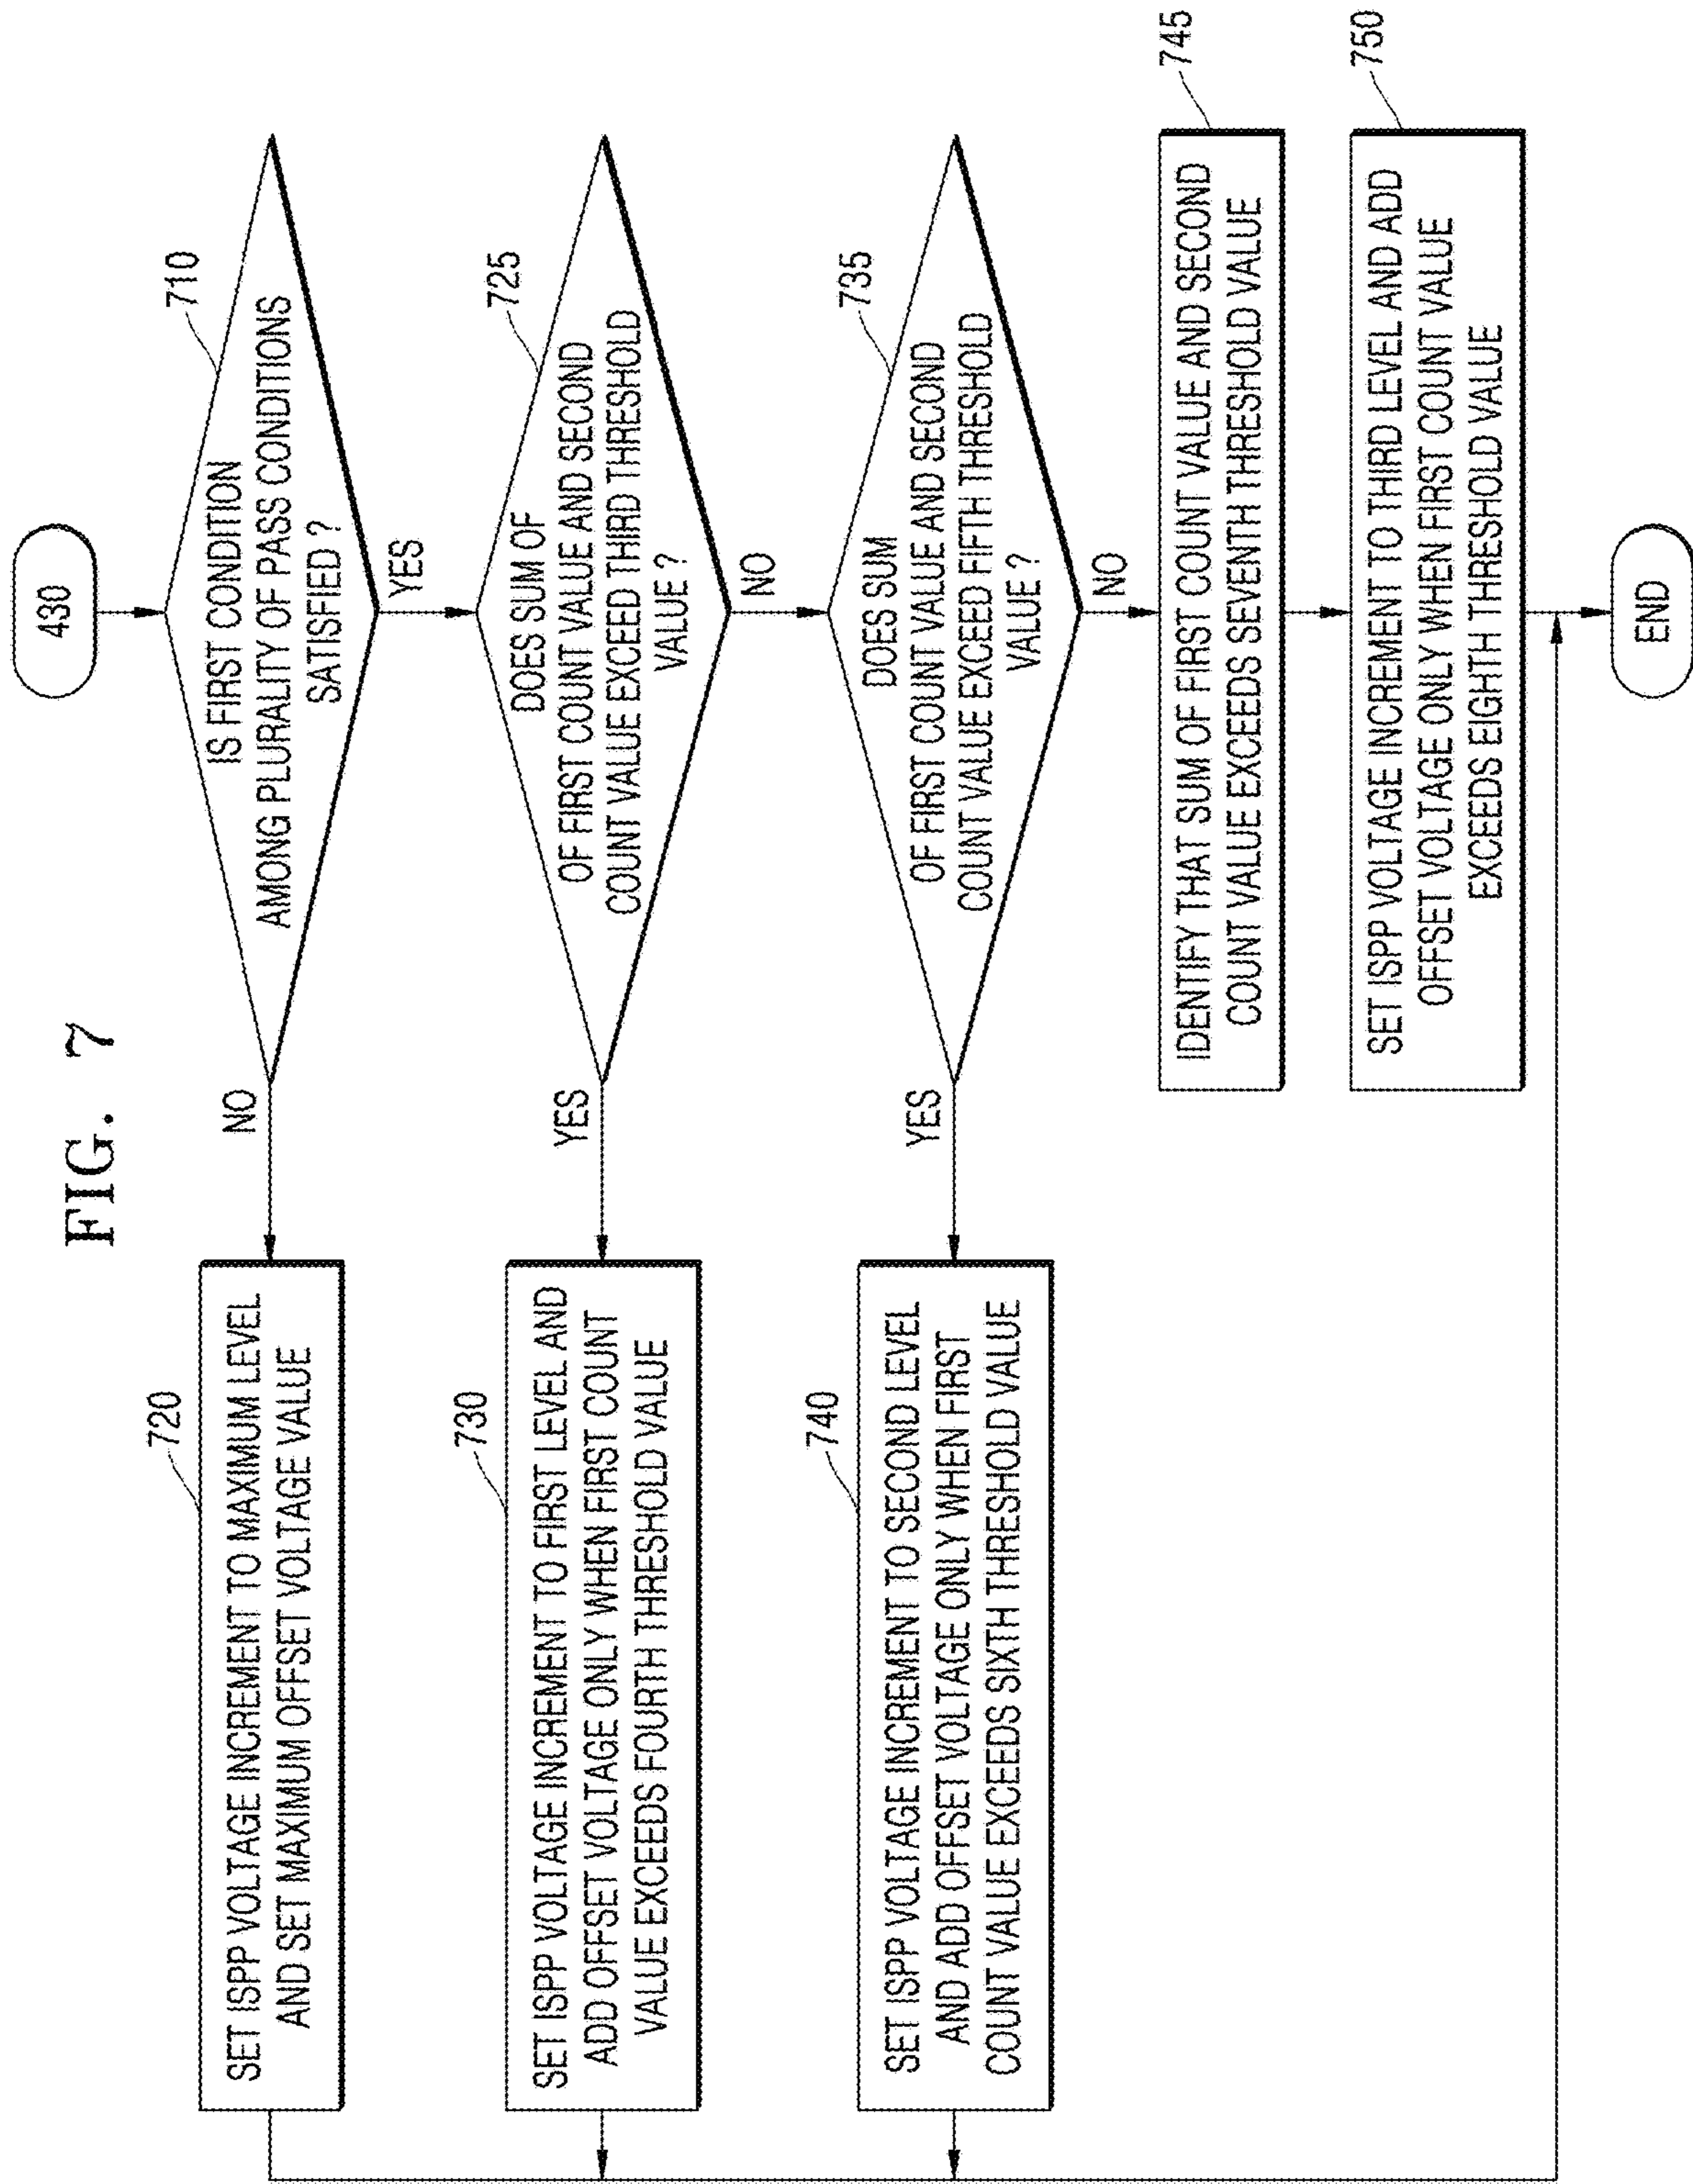 FIG. 7
430
710
IS FIRST CONDITION
AMONG PLURALITY OF PASS CONDITIONS
SATISFIED ?
NO
YES
720
SET ISPP VOLTAGE INCREMENT TO MAXIMUM LEVEL
AND SET MAXIMUM OFFSET VOLTAGE VALUE
725
DOES SUM OF
OF FIRST COUNT VALUE AND SECOND
COUNT VALUE EXCEED THIRD THRESHOLD
VALUE ?
YES
NO
730
SET ISPP VOLTAGE INCREMENT TO FIRST LEVEL AND
ADD OFFSET VOLTAGE ONLY WHEN FIRST COUNT
VALUE EXCEEDS FOURTH THRESHOLD VALUE
735
DOES SUM
OF FIRST COUNT VALUE AND SECOND
COUNT VALUE EXCEED FIFTH THRESHOLD
VALUE ?
YES
NO
740
SET ISPP VOLTAGE INCREMENT TO SECOND LEVEL
AND ADD OFFSET VOLTAGE ONLY WHEN FIRST
COUNT VALUE EXCEEDS SIXTH THRESHOLD VALUE
745
IDENTIFY THAT SUM OF FIRST COUNT VALUE AND SECOND
COUNT VALUE EXCEEDS SEVENTH THRESHOLD VALUE
750
SET ISPP VOLTAGE INCREMENT TO THIRD LEVEL AND ADD
OFFSET VOLTAGE ONLY WHEN FIRST COUNT VALUE
EXCEEDS EIGHTH THRESHOLD VALUE
END